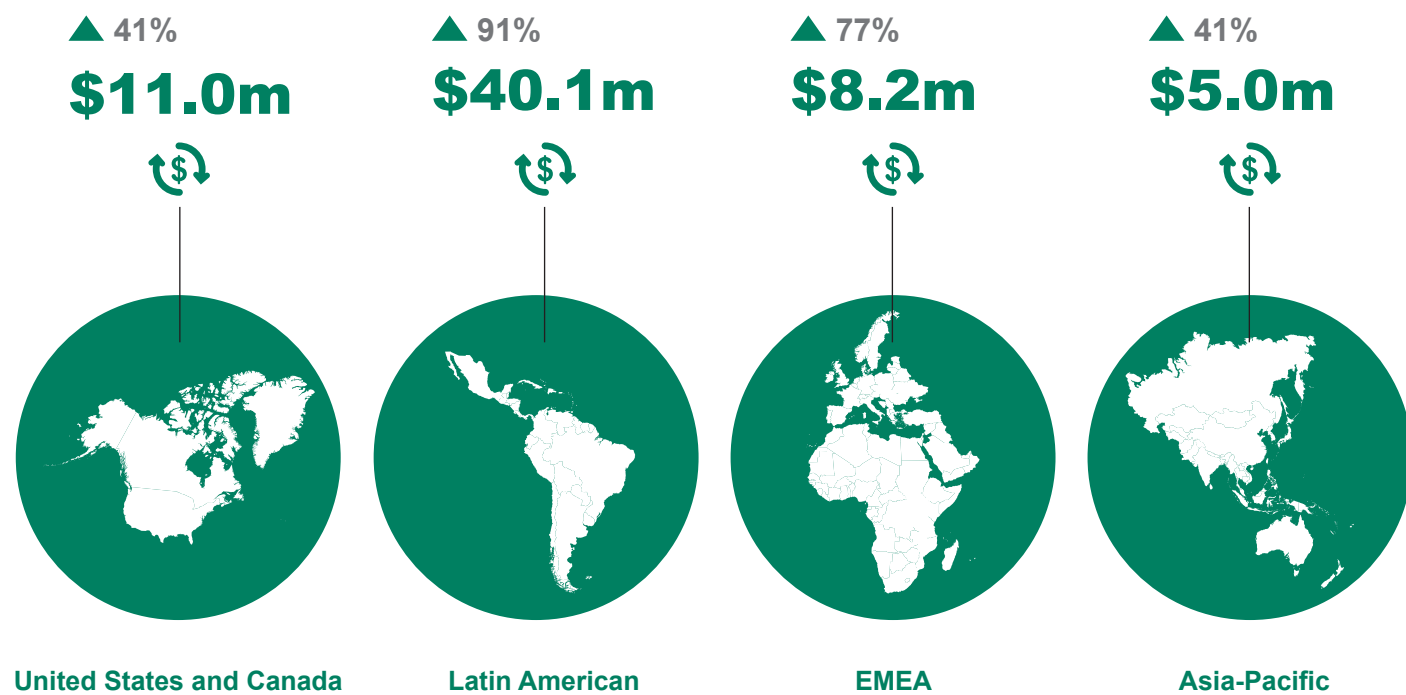 ▲ 41%
$11.0m
$
United States and Canada
▲ 91%
$40.1m
$
Latin American
▲ 77%
$8.2m
$
EMEA
▲ 41%
$5.0m
$
Asia-Pacific